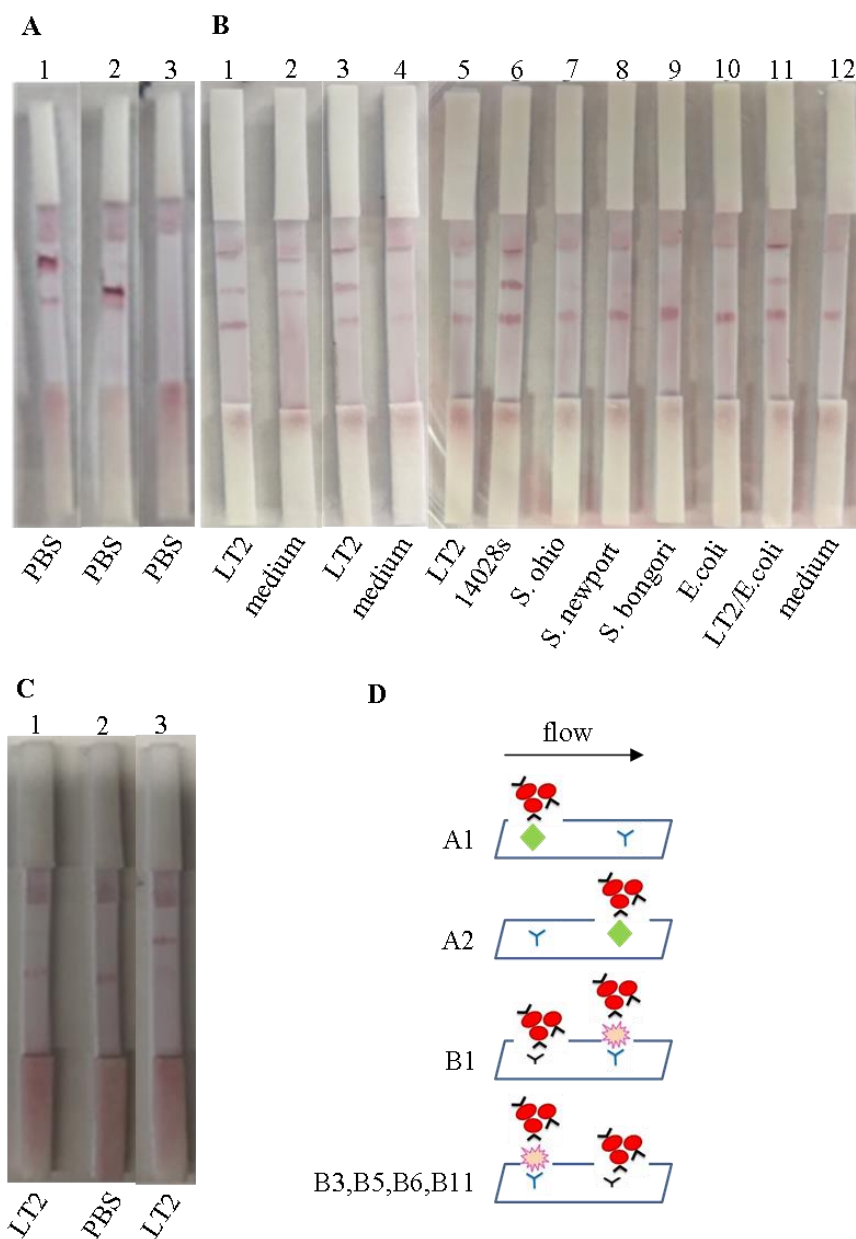 A
B
1
2
3
1
2
3
4
5
6
7
8
9
10
11
12
PBS
PBS
PBS
LT2
medium
LT2
medium
LT2
14028s
S. ohio
S. newport
S. bongori
E.coli
LT2/E.coli
medium
C
D
1
2
3
LT2
PBS
LT2
flow
A1
A2
B1
B3,B5,B6,B11